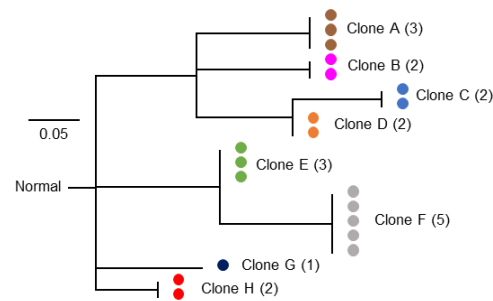 Clone A (3)
Clone B (2)
Clone C (2)
Clone D (2)
0.05
Clone E (3)
Normal
Clone F (5)
Clone G (1)
Clone H (2)